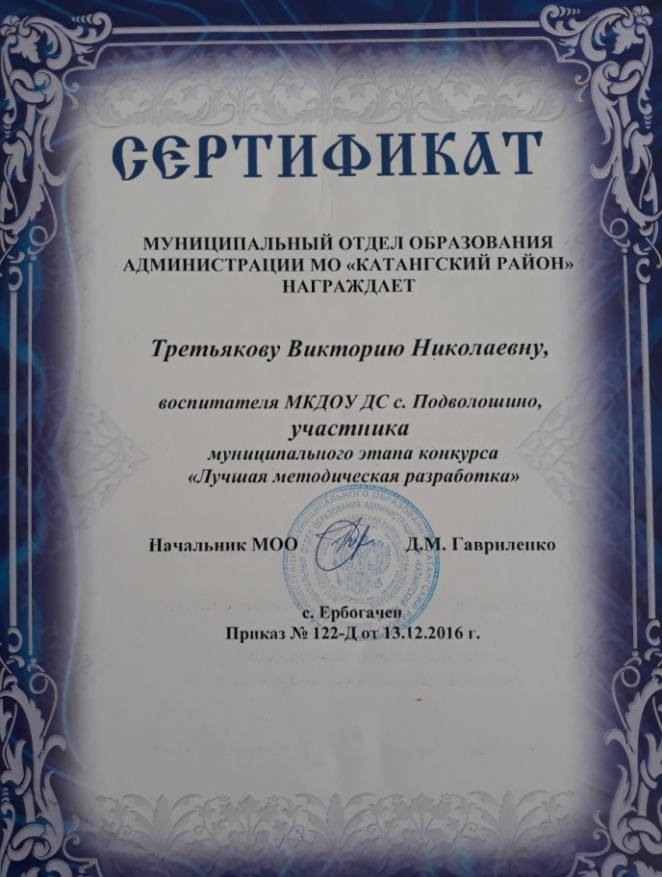 СЕРТИФИКАТ
МУНИЦИПАЛЬНЫЙ ОТДЕЛ ОБРАЗОВАНИЯ
АДМИНИСТРАЦИИ МО «КАТАНГСКИЙ РАЙОН»
НАГРАЖДАЕТ
Третьякову Викторию Николаевну,
воспитателя МКДОУ ДС с. Подволошино,
участника
муниципального этапа конкурса
«Лучшая методическая разработка»
Начальник МОО Д.М. Гавриленко
с. Ербогачен
Приказ № 122-Д от 13.12.2016 г.